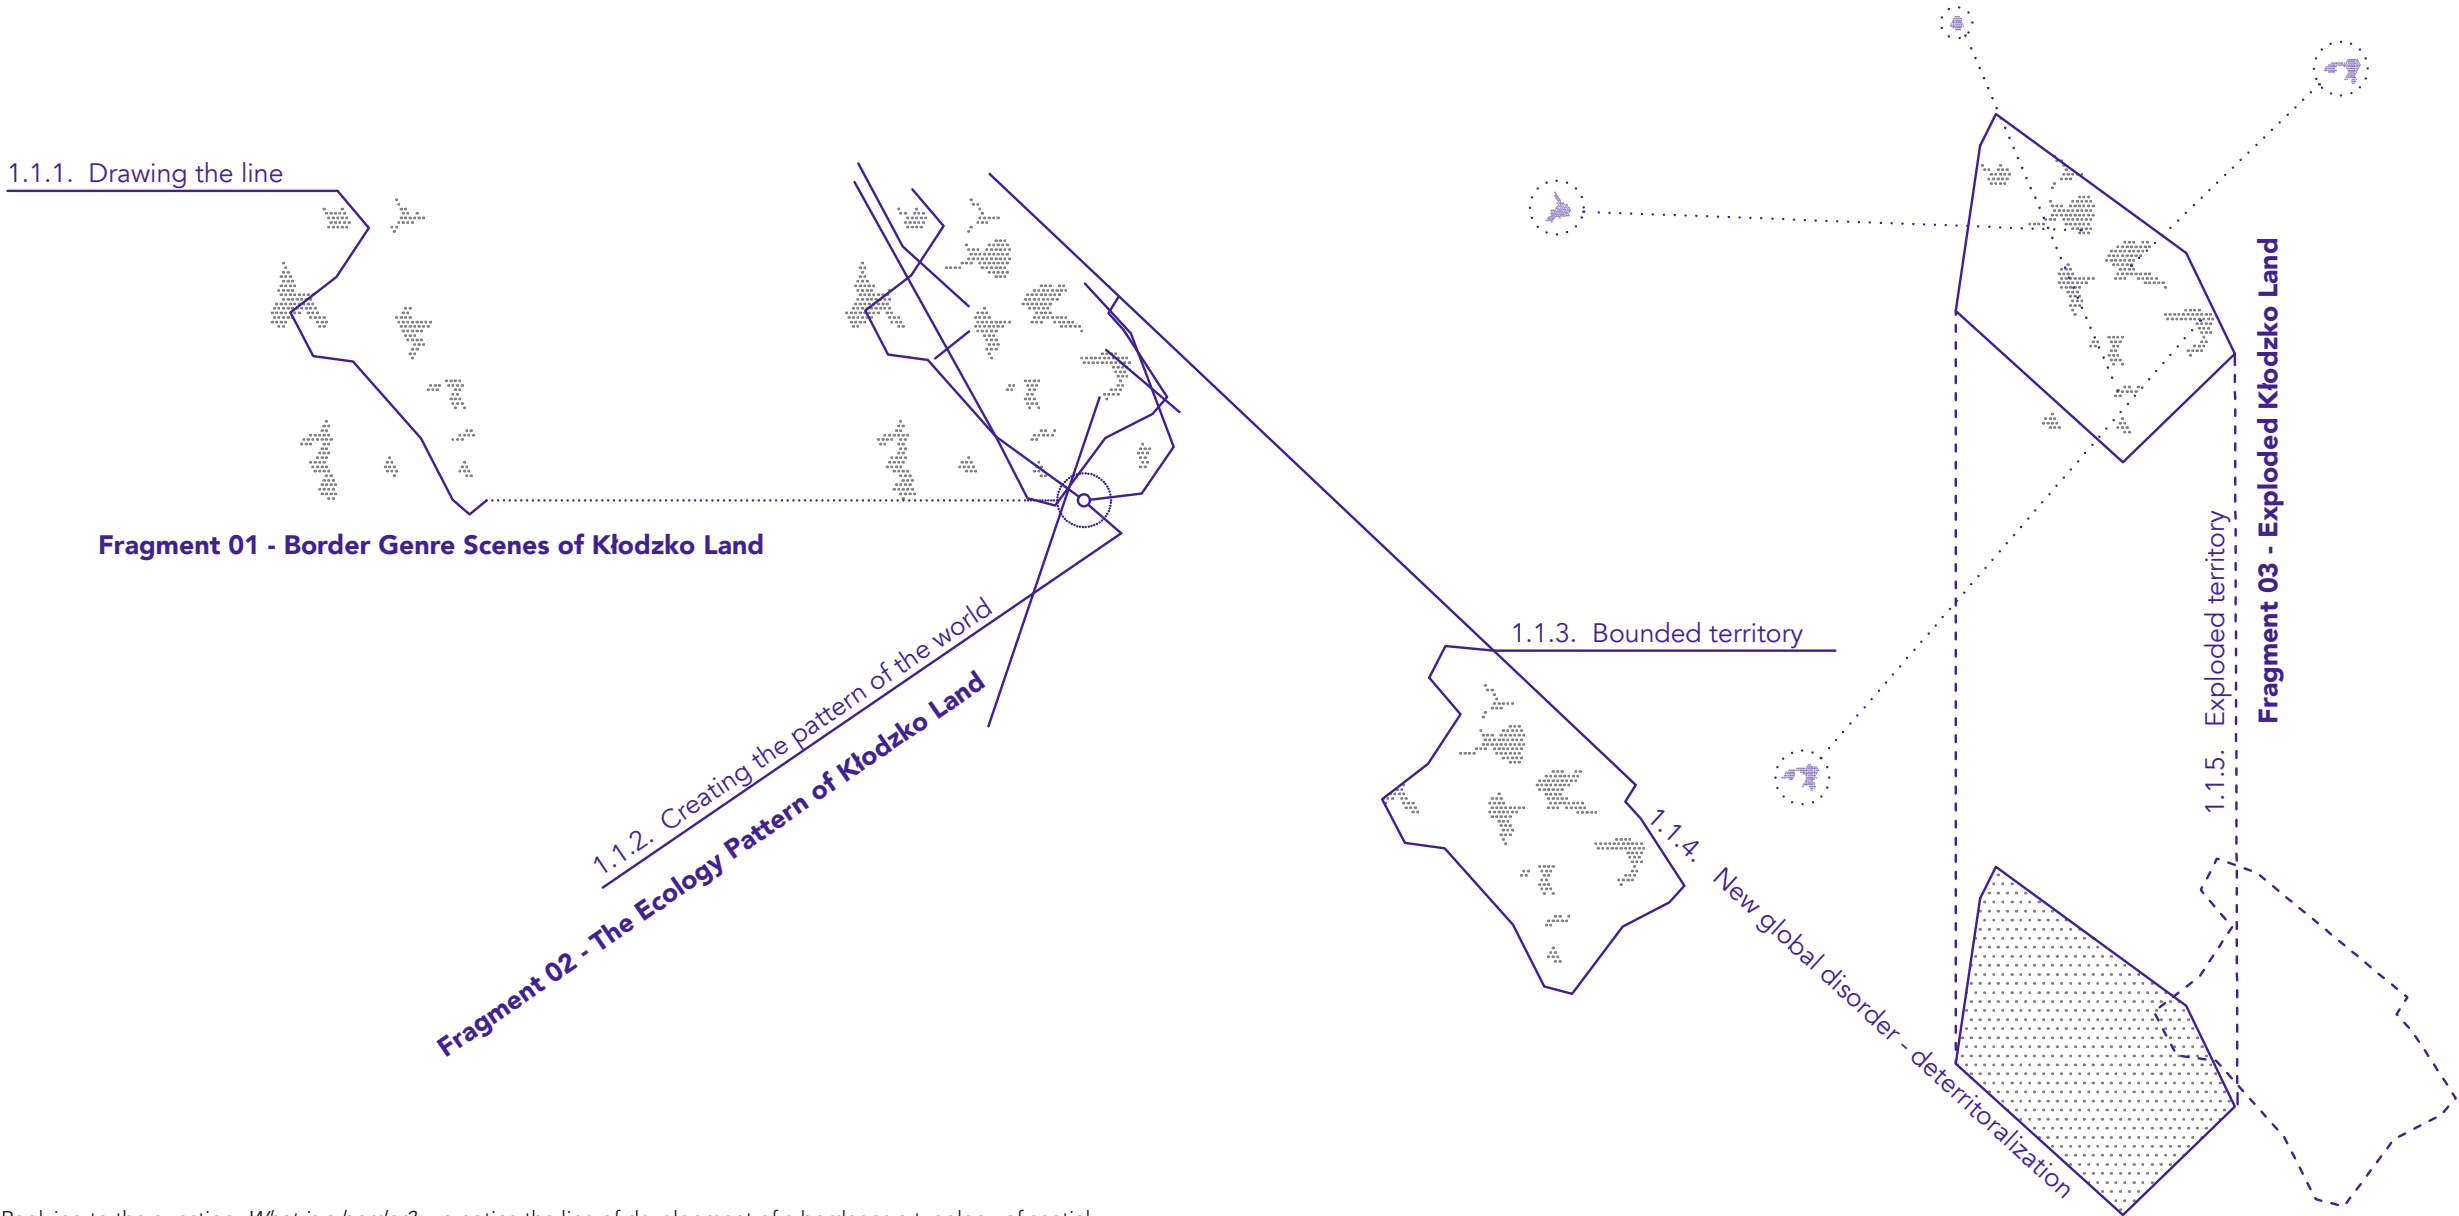 1.1.1. Drawing the line
Fragment 01 - Border Genre Scenes of Kłodzko Land
1.1.2. Creating the pattern of the world
Fragment 02 - The Ecology Pattern of Kłodzko Land
1.1.3. Bounded territory
1.1.4. New global disorder - deterritoralization
1.1.5. Exploded territory
Fragment 03 - Exploded Kłodzko Land